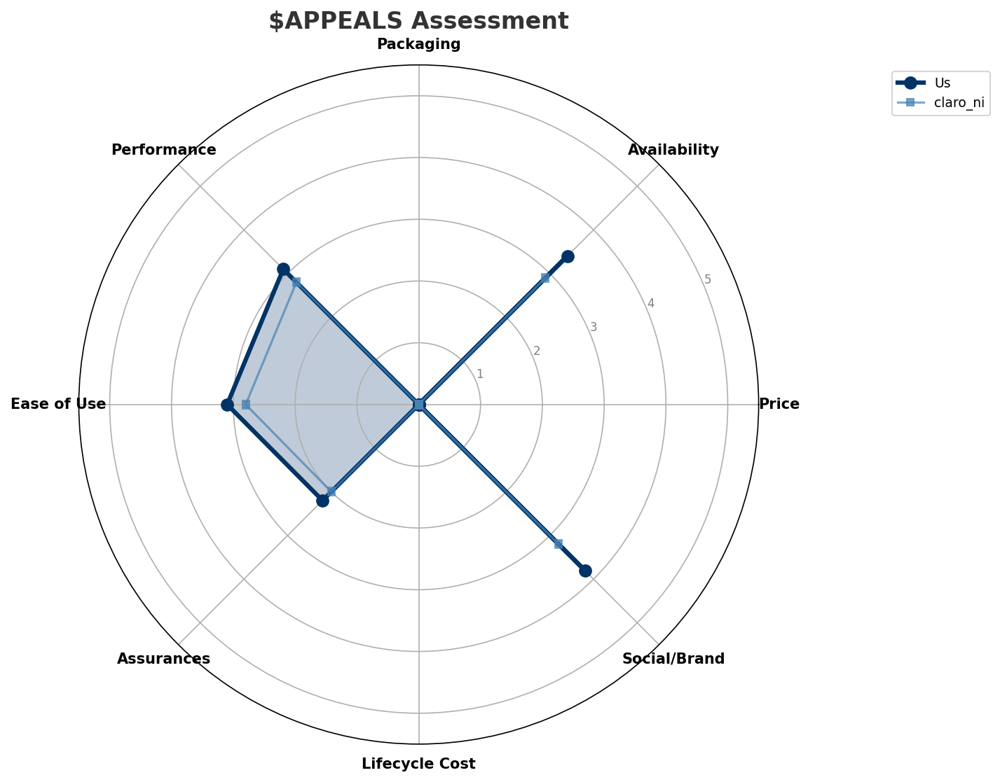 $APPEALS Assessment
Packaging
Us
claro_ni
Performance
Availability
5
4
3
2
1
Ease of Use
Price
Assurances
Social/Brand
Lifecycle Cost